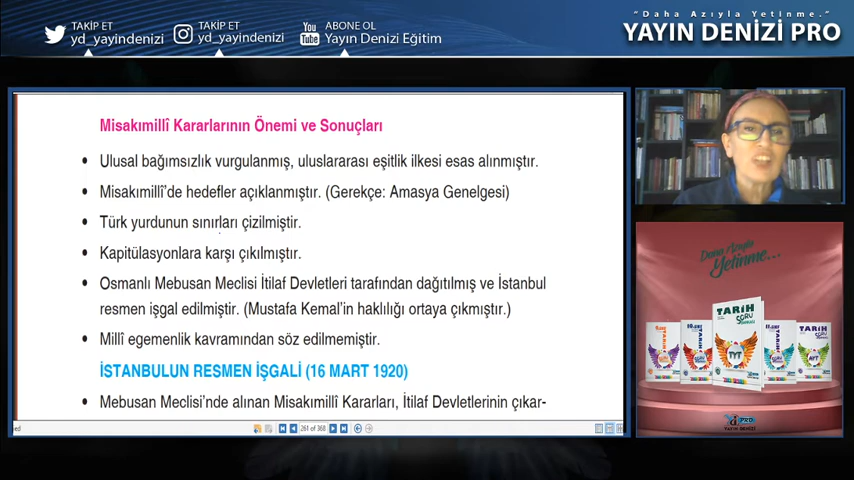 TAKİP ET
yd_yayindenizi
TAKİP ET
yd_yayindenizi
You
Tube
ABONE OL
Yayın Denizi Eğitim
"Daha Azıyla Yetinme."
YAYIN DENİZİ PRO
Misakımillî Kararlarının Önemi ve Sonuçları
• Ulusal bağımsızlık vurgulanmış, uluslararası eşitlik ilkesi esas alınmıştır.
• Misakımillî'de hedefler açıklanmıştır. (Gerekçe: Amasya Genelgesi)
• Türk yurdunun sınırları çizilmiştir.
• Kapitülasyonlara karşı çıkılmıştır.
• Osmanlı Mebusan Meclisi İtilaf Devletleri tarafından dağıtılmış ve İstanbul
resmen işgal edilmiştir. (Mustafa Kemal'in haklılığı ortaya çıkmıştır.)
• Millî egemenlik kavramından söz edilmemiştir.
İSTANBULUN RESMEN İŞGALİ (16 MART 1920)
Mebusan Meclisi'nde alınan Misakımillî Kararları, İtilaf Devletlerinin çıkar-
261 of 368
Daha Azıyla
Yetinme...
TARİH
SORU
TYT
TARİH
AYT
PRO
YAYIN DENİZİ